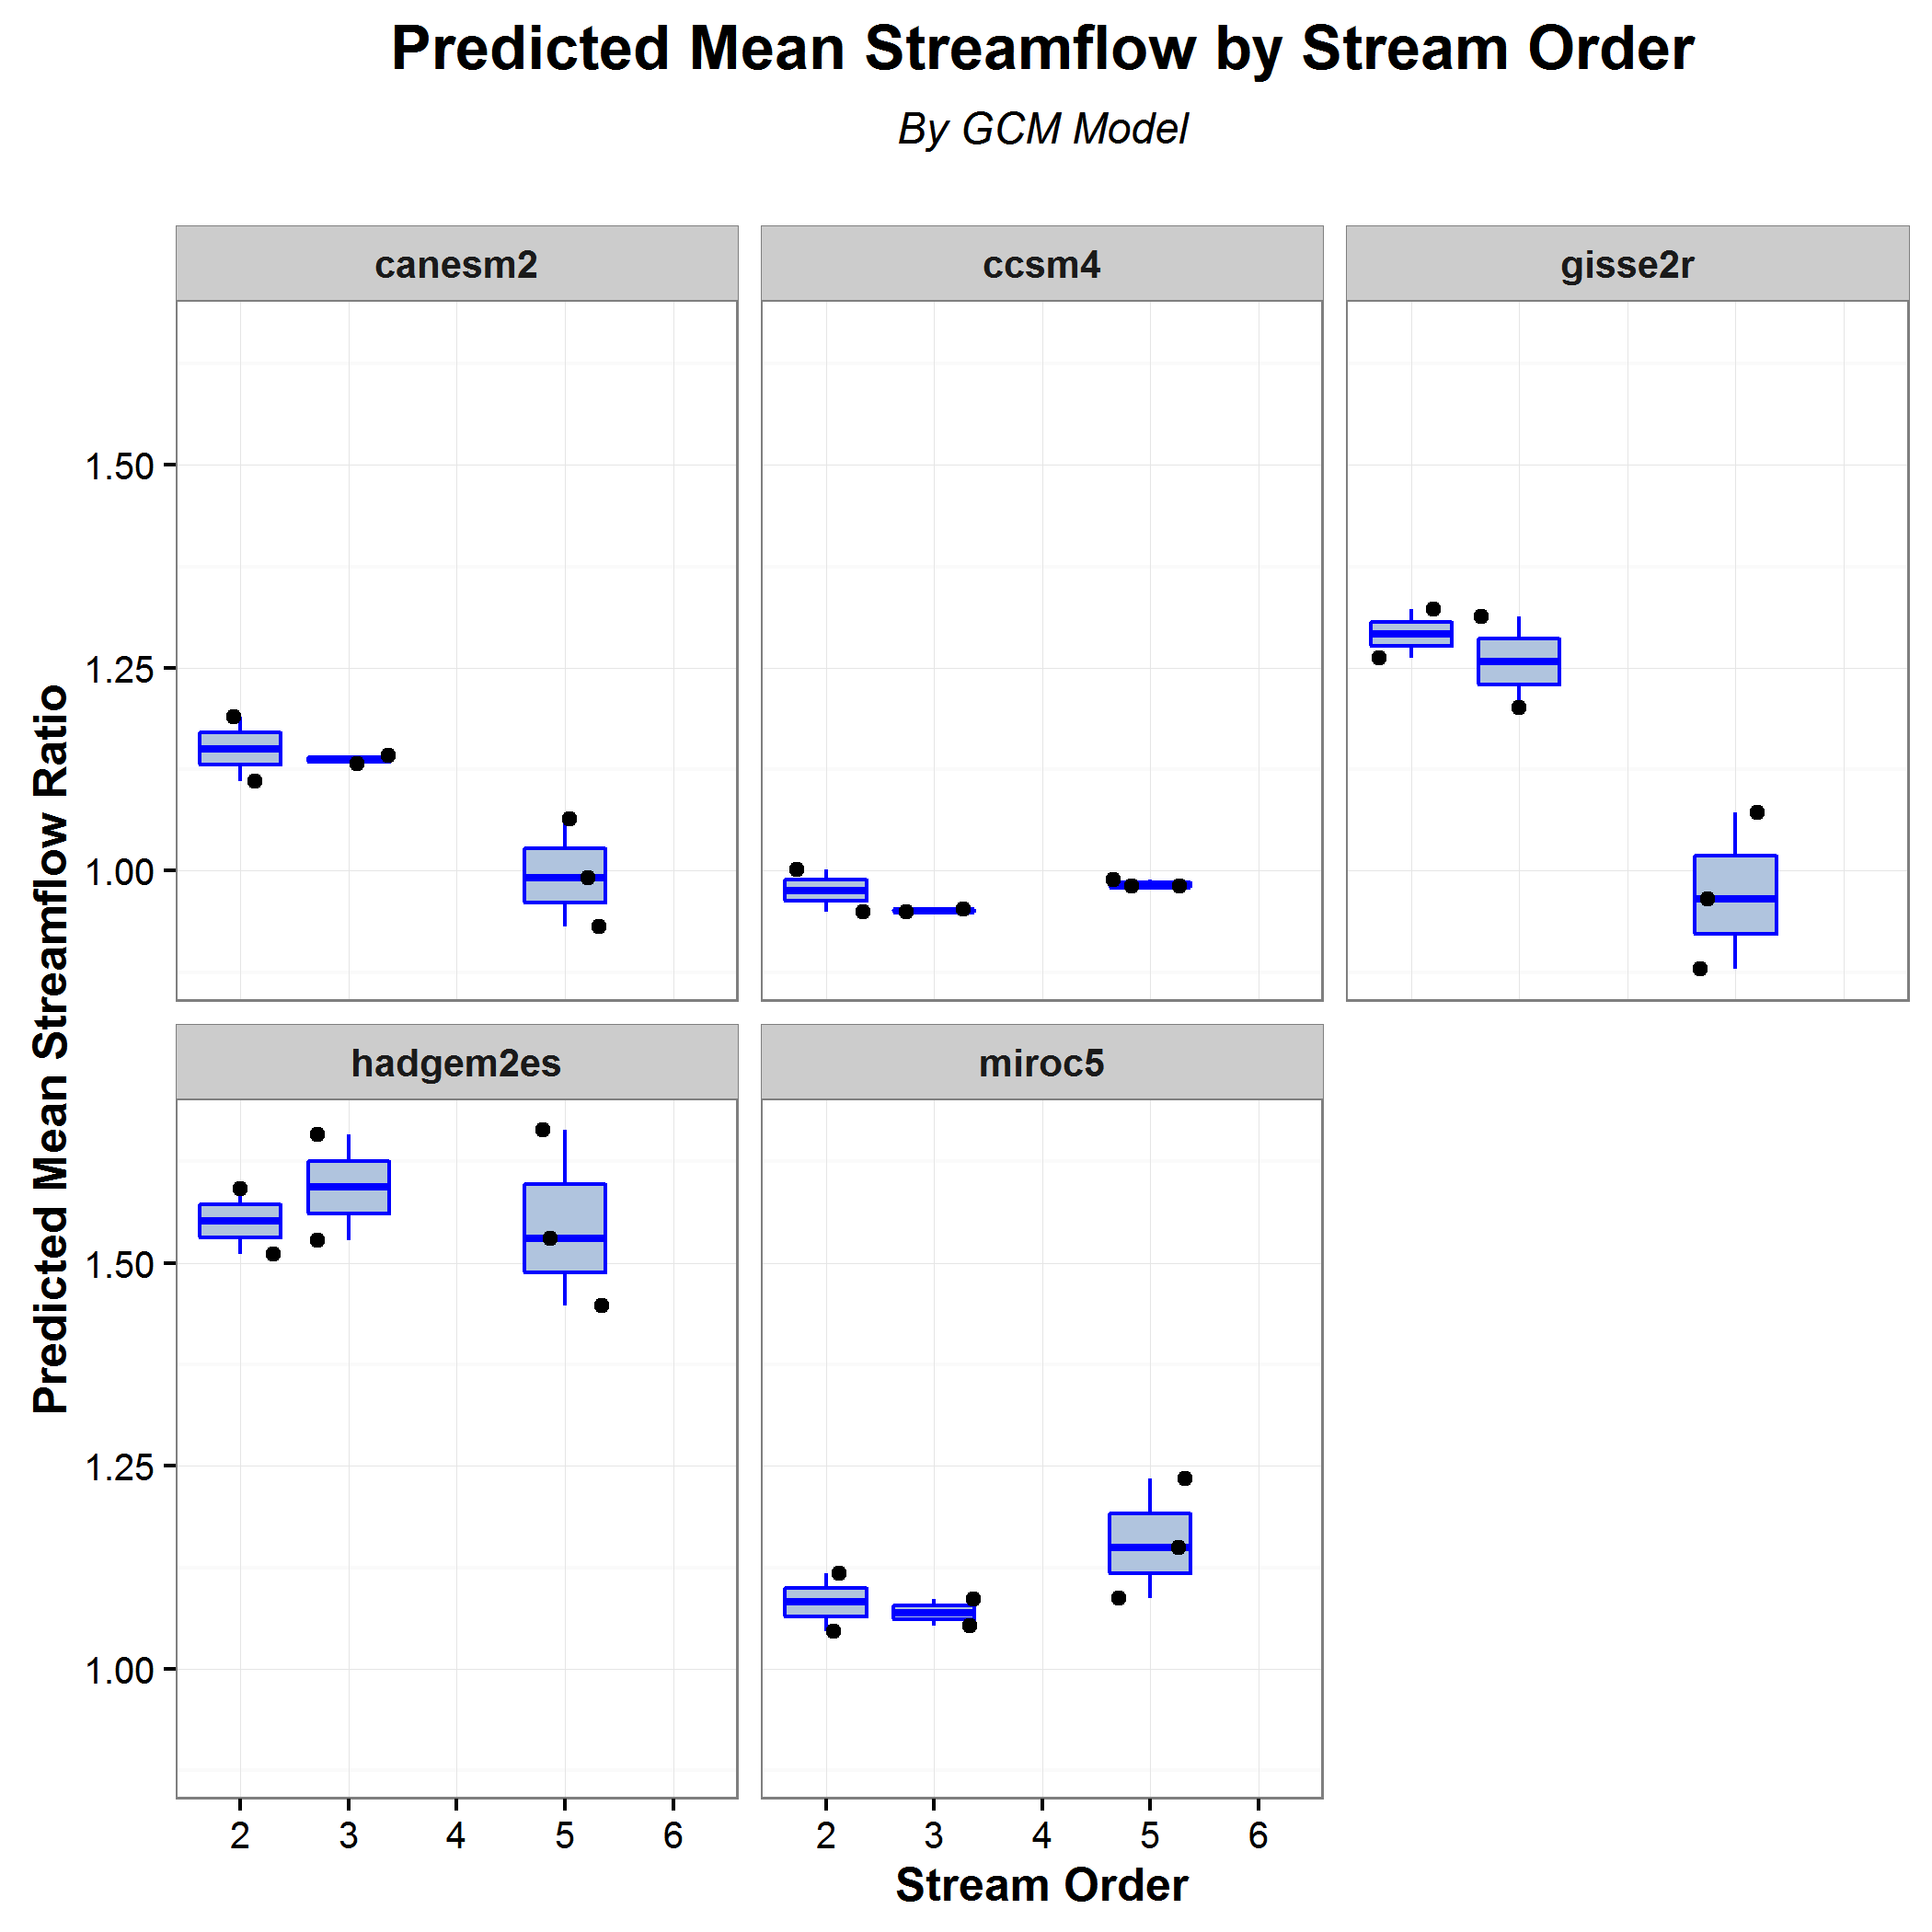 Predicted Mean Streamflow by Stream Order
By GCM Model
canesm2
ccsm4
gisse2r
1.50
1.25
1.00
Predicted Mean Streamflow Ratio
hadgem2es
miroc5
1.50
1.25
1.00
2 3 4 5 6
2 3 4 5 6
Stream Order